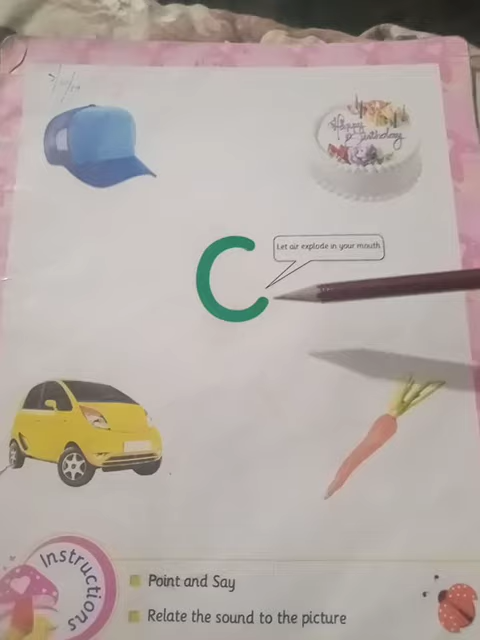 Happy
Birthday
Let air explode in your mouth
c
Instructions
Point and Say
Relate the sound to the picture